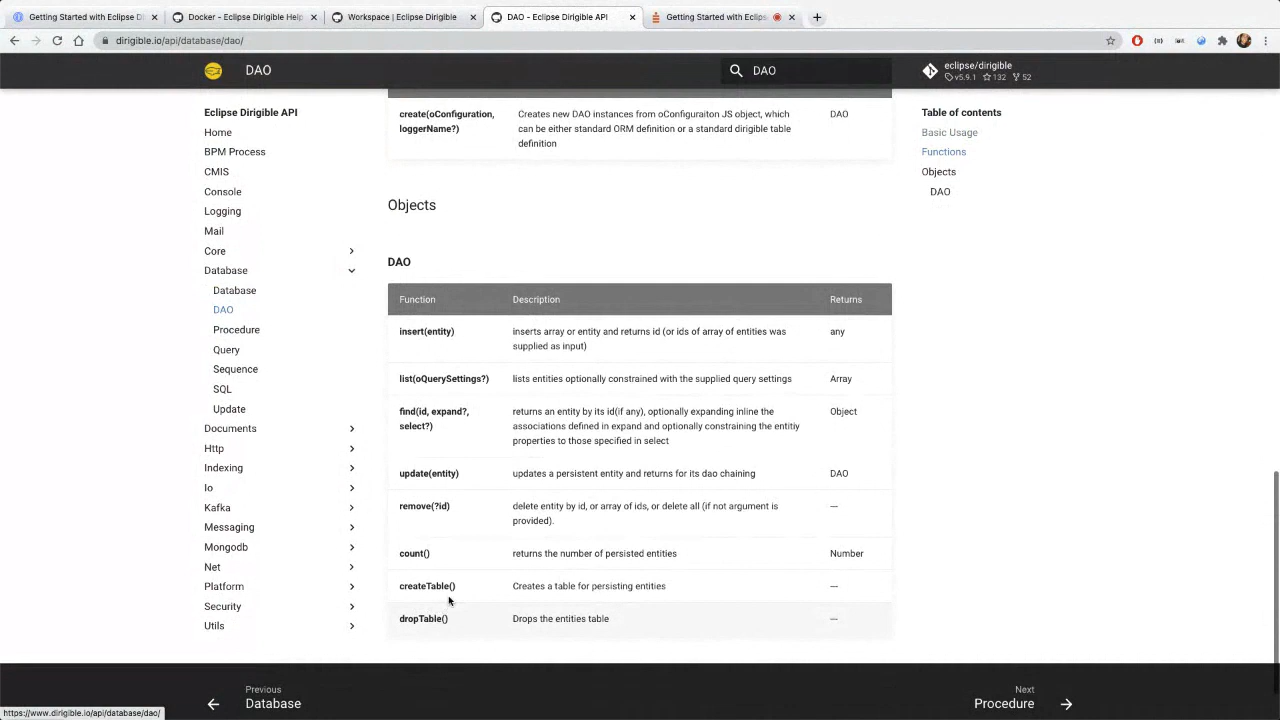 Getting Started with Eclipse Di
Docker - Eclipse Dirigible Help
Workspace | Eclipse Dirigible
DAO - Eclipse Dirigible API
Getting Started with Eclips
dirigible.io/api/database/dao/
DAO
DAO
eclipse/dirigible
v5.9.1 132 52
Eclipse Dirigible API
Home
BPM Process
CMIS
Console
Logging
Mail
Core
Database
Database
DAO
Procedure
Query
Sequence
SQL
Update
Documents
Http
Indexing
Io
Kafka
Messaging
Mongodb
Net
Platform
Security
Utils
create(oConfiguration,
loggerName?)
Creates new DAO instances from oConfiguraiton JS object, which
can be either standard ORM definition or a standard dirigible table
definition
DAO
Objects
DAO
Function Description Returns
insert(entity)
inserts array or entity and returns id (or ids of array of entities was
supplied as input)
any
list(oQuerySettings?) lists entities optionally constrained with the supplied query settings Array
find(id, expand?,
select?)
returns an entity by its id(if any), optionally expanding inline the
associations defined in expand and optionally constraining the entitiy
properties to those specified in select
Object
update(entity) updates a persistent entity and returns for its dao chaining DAO
remove(?id)
delete entity by id, or array of ids, or delete all (if not argument is
provided).
—
count() returns the number of persisted entities Number
createTable() Creates a table for persisting entities —
dropTable() Drops the entities table —
Table of contents
Basic Usage
Functions
Objects
DAO
Previous
Database
Next
Procedure
https://www.dirigible.io/api/database/dao/